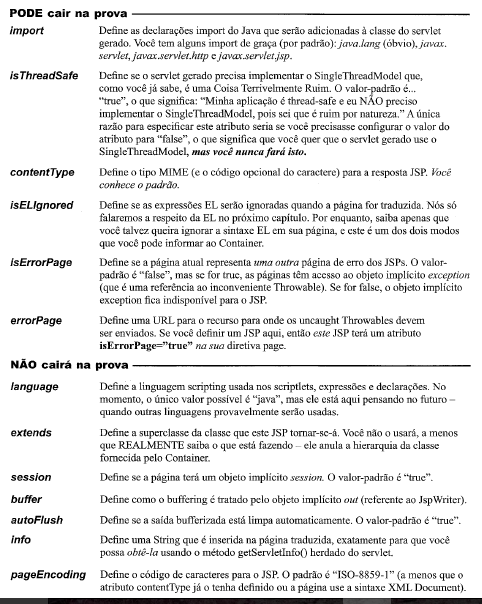 PODE cair na prova
import Define as declarações import do Java que serão adicionadas à classe do servlet
gerado. Você tem alguns import de graça (por padrão): java.lang (óbvio), javax.
servlet, javax.servlet.http e javax.servlet.jsp.
isThreadSafe Define se o servlet gerado precisa implementar o SingleThreadModel que,
como você já sabe, é uma Coisa Terrivelmente Ruim. O valor-padrão é...
“true”, o que significa: “Minha aplicação é thread-safe e eu NÃO preciso
implementar o SingleThreadModel, pois sei que é ruim por natureza.” A única
razão para especificar este atributo seria se você precisasse configurar o valor do
atributo para “false”, o que significa que você quer que o servlet gerado use o
SingleThreadModel, mas você nunca fará isto.
contentType Define o tipo MIME (e o código opcional do caractere) para a resposta JSP. Você
conhece o padrão.
isELIgnored Define se as expressões EL serão ignoradas quando a página for traduzida. Nós só
falaremos a respeito da EL no próximo capítulo. Por enquanto, saiba apenas que
você talvez queira ignorar a sintaxe EL em sua página, e este é um dos dois modos
que você pode informar ao Container.
isErrorPage Define se a página atual representa uma outra página de erro dos JSPs. O valor-
padrão é “false”, mas se for true, as páginas têm acesso ao objeto implícito exception
(que é uma referência ao inconveniente Throwable). Se for false, o objeto implícito
exception fica indisponível para o JSP.
errorPage Define uma URL para o recurso para onde os uncaught Throwables devem
ser enviados. Se você definir um JSP aqui, então este JSP terá um atributo
isErrorPage=”true” na sua diretiva page.
NÃO cairá na prova
language Define a linguagem scripting usada nos scriptlets, expressões e declarações. No
momento, o único valor possível é “java”, mas ele está aqui pensando no futuro –
quando outras linguagens provavelmente serão usadas.
extends Define a superclasse da classe que este JSP tornar-se-á. Você não o usará, a menos
que REALMENTE saiba o que está fazendo – ele anula a hierarquia da classe
fornecida pelo Container.
session Define se a página terá um objeto implícito session. O valor-padrão é “true”.
buffer Define como o buffering é tratado pelo objeto implícito out (referente ao JspWriter).
autoFlush Define se a saída bufferizada está limpa automaticamente. O valor-padrão é “true”.
info Define uma String que é inserida na página traduzida, exatamente para que você
possa obtê-la usando o método getServletInfo() herdado do servlet.
pageEncoding Define o código de caracteres para o JSP. O padrão é “ISO-8859-1” (a menos que o
atributo contentType já o tenha definido ou a página use a sintaxe XML Document).